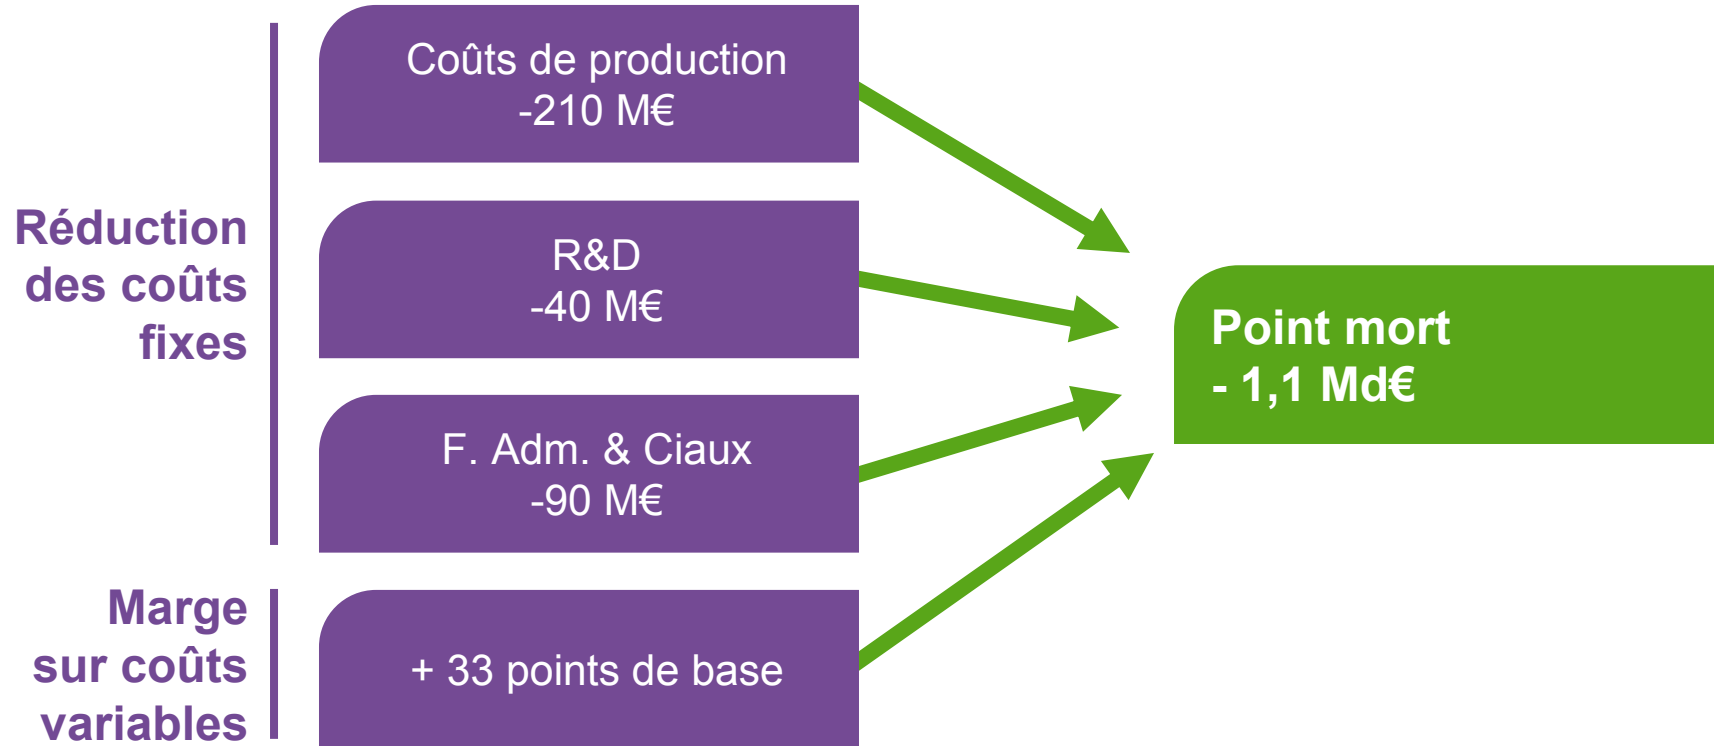 Réduction
des coûts
fixes
Coûts de production
-210 M€
R&D
-40 M€
F. Adm. & Ciaux
-90 M€
Marge
sur coûts
variables
+ 33 points de base
Point mort
- 1,1 Md€